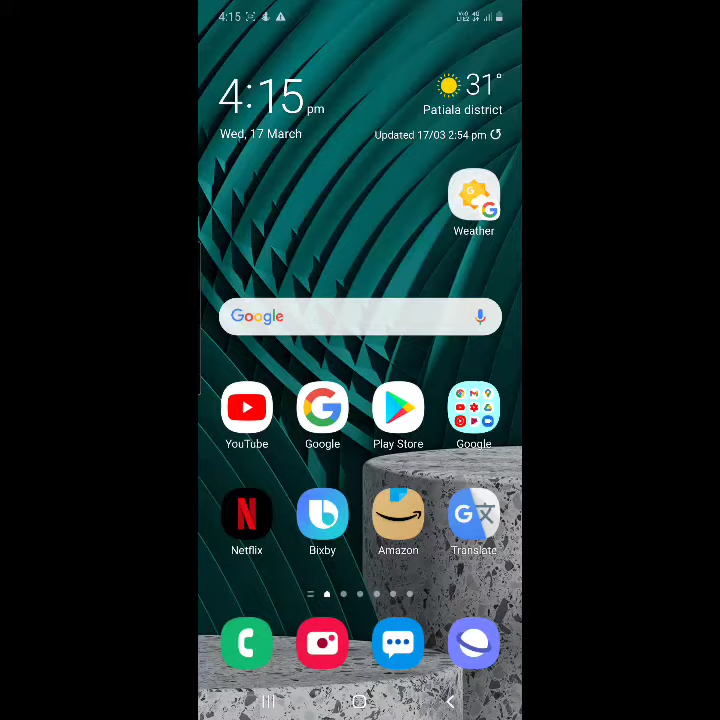 4:15
4:15 pm
31°
Patiala district
Wed, 17 March
Updated 17/03 2:54 pm
Weather
Google
YouTube
Google
Play Store
Google
Netflix
Bixby
Amazon
Translate